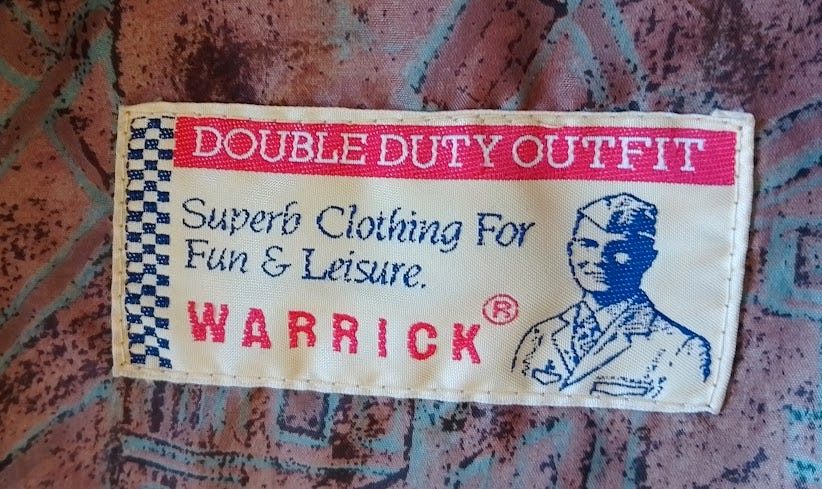 DOUBLE DUTY OUTFIT
Superb Clothing For
Fun & Leisure.
WARRICK®